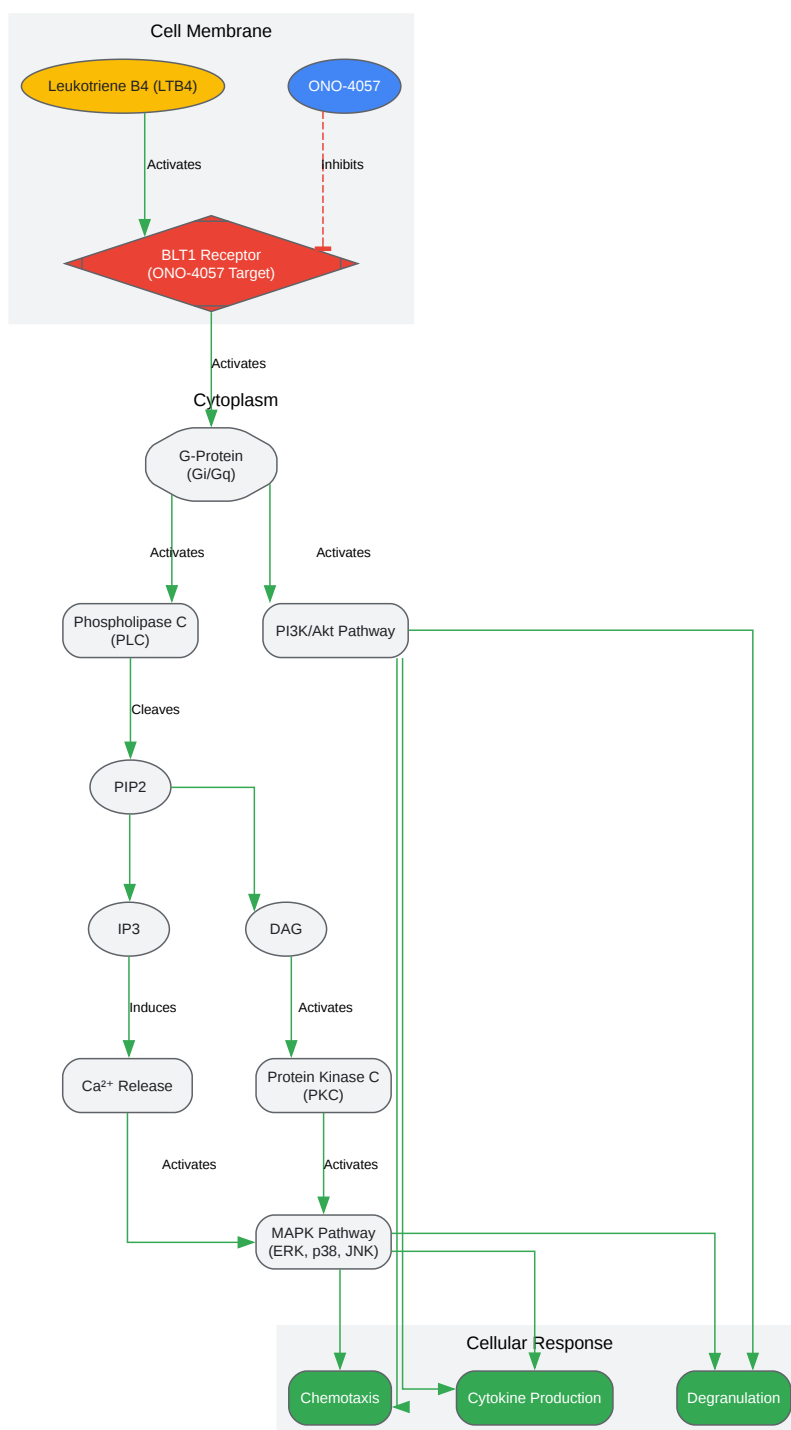 Cell Membrane
Leukotriene B4 (LTB4)
ONO-4057
Activates
Inhibits
BLT1 Receptor
(ONO-4057 Target)
Activates
Cytoplasm
G-Protein
(Gi/Gq)
Activates
Activates
Phospholipase C
(PLC)
PI3K/Akt Pathway
Cleaves
PIP2
IP3
DAG
Induces
Activates
Ca²⁺ Release
Protein Kinase C
(PKC)
Activates
Activates
MAPK Pathway
(ERK, p38, JNK)
Cellular Response
Chemotaxis
Cytokine Production
Degranulation